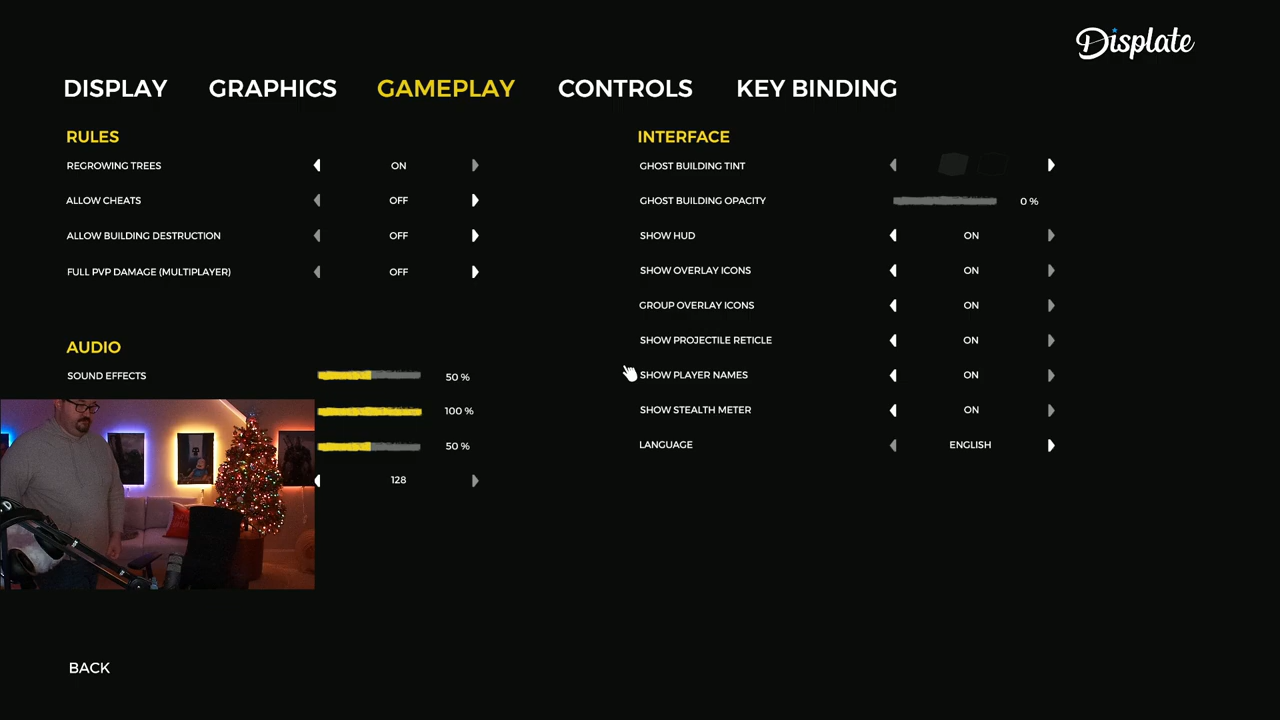 Displate
DISPLAY GRAPHICS GAMEPLAY CONTROLS KEY BINDING
RULES
REGROWING TREES ON
ALLOW CHEATS OFF
ALLOW BUILDING DESTRUCTION OFF
FULL PVP DAMAGE (MULTIPLAYER) OFF
AUDIO
SOUND EFFECTS 50 %
100 %
50 %
128
INTERFACE
GHOST BUILDING TINT
GHOST BUILDING OPACITY 0 %
SHOW HUD ON
SHOW OVERLAY ICONS ON
GROUP OVERLAY ICONS ON
SHOW PROJECTILE RETICLE ON
SHOW PLAYER NAMES ON
SHOW STEALTH METER ON
LANGUAGE ENGLISH
BACK